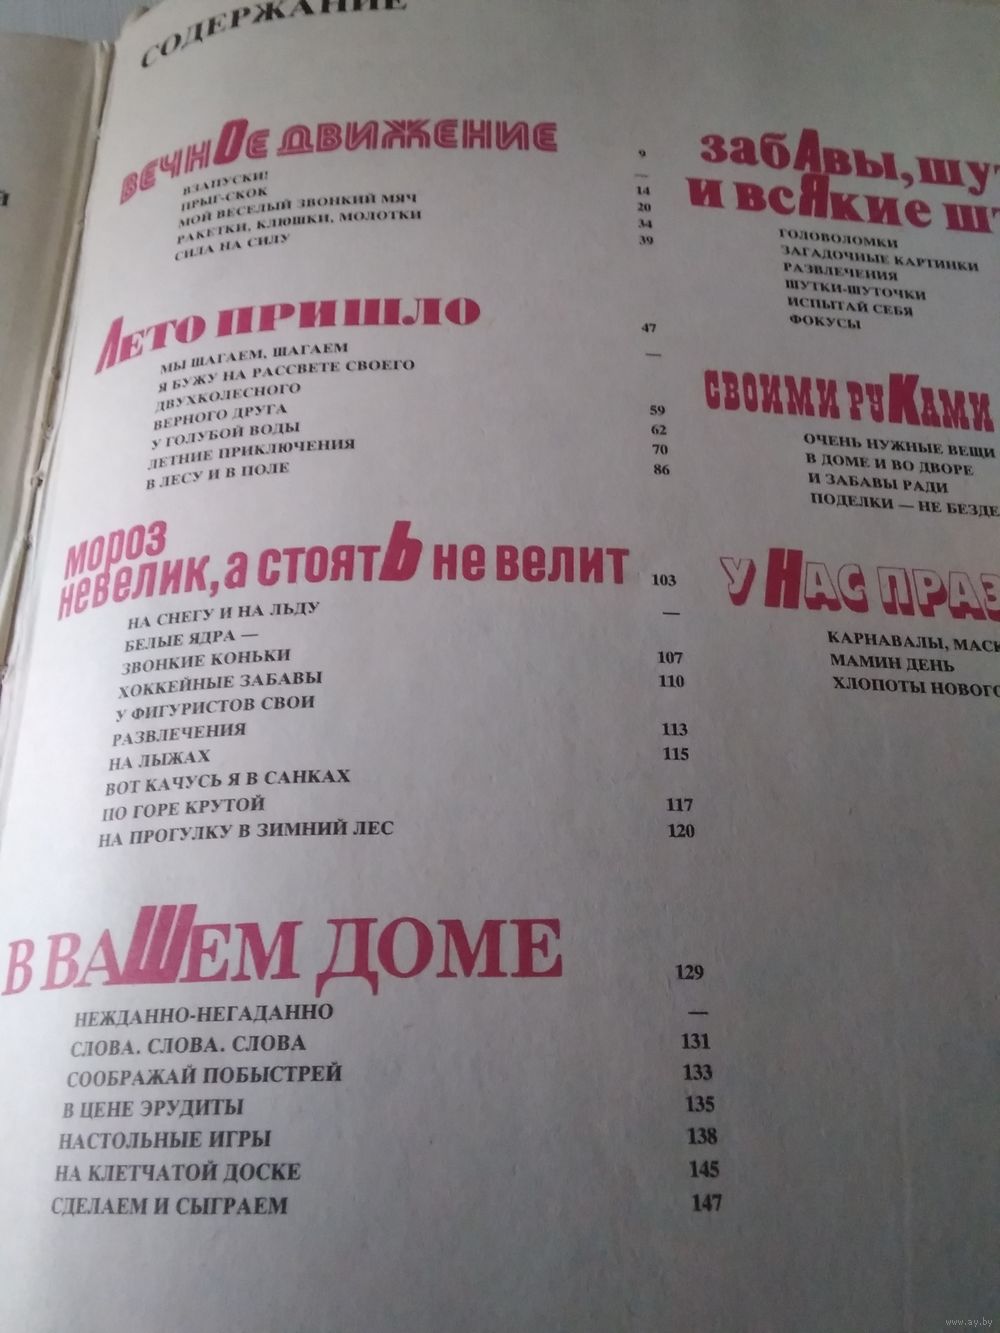 СОДЕРЖАНИЕ
ВЕЧНОЕ ДВИЖЕНИЕ 9
ВЗАПУСКИ! —
ПРЫГ-СКОК 14
МОЙ ВЕСЕЛЫЙ ЗВОНКИЙ МЯЧ 20
РАКЕТКИ, КЛЮШКИ, МОЛОТКИ 34
СИЛА НА СИЛУ 39
ЛЕТО ПРИШЛО 47
МЫ ШАГАЕМ, ШАГАЕМ —
Я БУЖУ НА РАССВЕТЕ СВОЕГО
ДВУХКОЛЕСНОГО
ВЕРНОГО ДРУГА 59
У ГОЛУБОЙ ВОДЫ 62
ЛЕТНИЕ ПРИКЛЮЧЕНИЯ 70
В ЛЕСУ И В ПОЛЕ 86
МОРОЗ
НЕВЕЛИК, А СТОЯТЬ НЕ ВЕЛИТ 103
НА СНЕГУ И НА ЛЬДУ —
БЕЛЫЕ ЯДРА —
ЗВОНКИЕ КОНЬКИ 107
ХОККЕЙНЫЕ ЗАБАВЫ 110
У ФИГУРИСТОВ СВОИ
РАЗВЛЕЧЕНИЯ 113
НА ЛЫЖАХ 115
ВОТ КАЧУСЬ Я В САНКАХ
ПО ГОРЕ КРУТОЙ 117
НА ПРОГУЛКУ В ЗИМНИЙ ЛЕС 120
В ВАШЕМ ДОМЕ 129
НЕЖДАННО-НЕГАДАННО —
СЛОВА. СЛОВА. СЛОВА 131
СООБРАЖАЙ ПОБЫСТРЕЙ 133
В ЦЕНЕ ЭРУДИТЫ 135
НАСТОЛЬНЫЕ ИГРЫ 138
НА КЛЕТЧАТОЙ ДОСКЕ 145
СДЕЛАЕМ И СЫГРАЕМ 147
ЗАБАВЫ, ШУТ
И ВСЯКИЕ ШТ
ГОЛОВОЛОМКИ
ЗАГАДОЧНЫЕ КАРТИНКИ
РАЗВЛЕЧЕНИЯ
ШУТКИ-ШУТОЧКИ
ИСПЫТАЙ СЕБЯ
ФОКУСЫ
СВОИМИ РУКАМИ
ОЧЕНЬ НУЖНЫЕ ВЕЩИ
В ДОМЕ И ВО ДВОРЕ
И ЗАБАВЫ РАДИ
ПОДЕЛКИ — НЕ БЕЗДЕ
У НАС ПРАЗ
КАРНАВАЛЫ, МАСК
МАМИН ДЕНЬ
ХЛОПОТЫ НОВОГО
www.ay.by